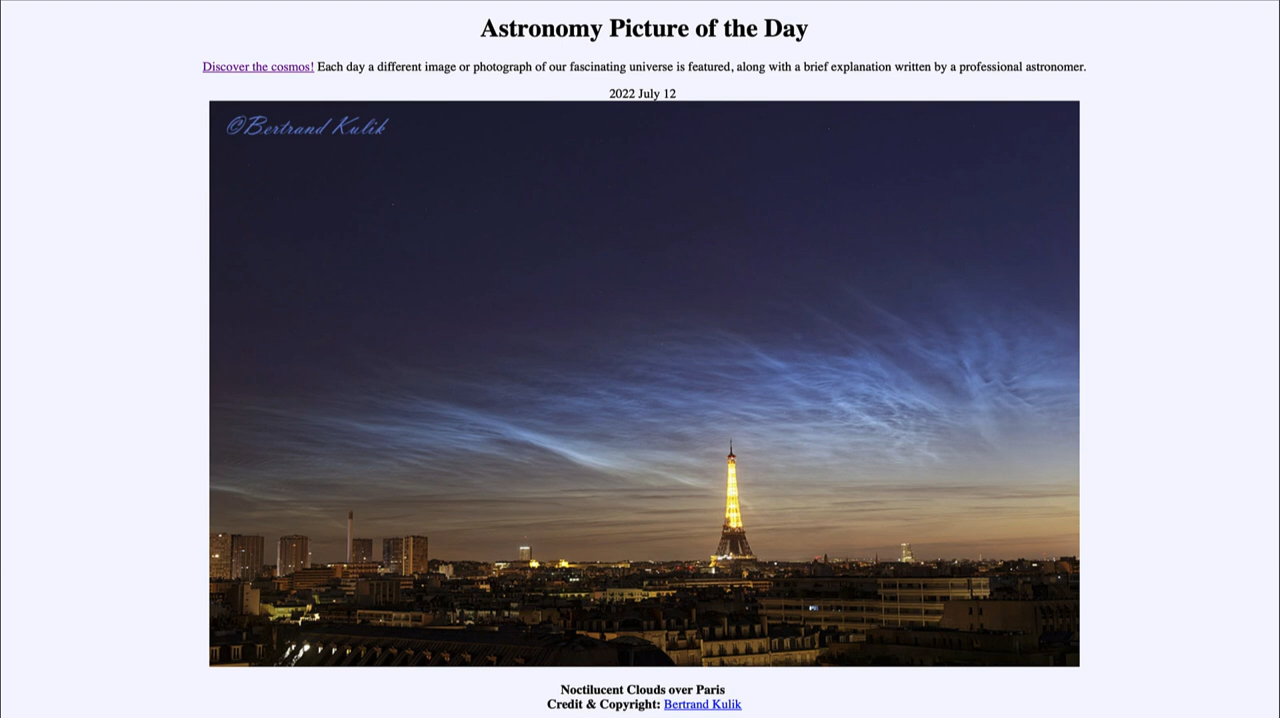 Astronomy Picture of the Day
Discover the cosmos! Each day a different image or photograph of our fascinating universe is featured, along with a brief explanation written by a professional astronomer.
2022 July 12
©Bertrand Kulik
Noctilucent Clouds over Paris
Credit & Copyright: Bertrand Kulik